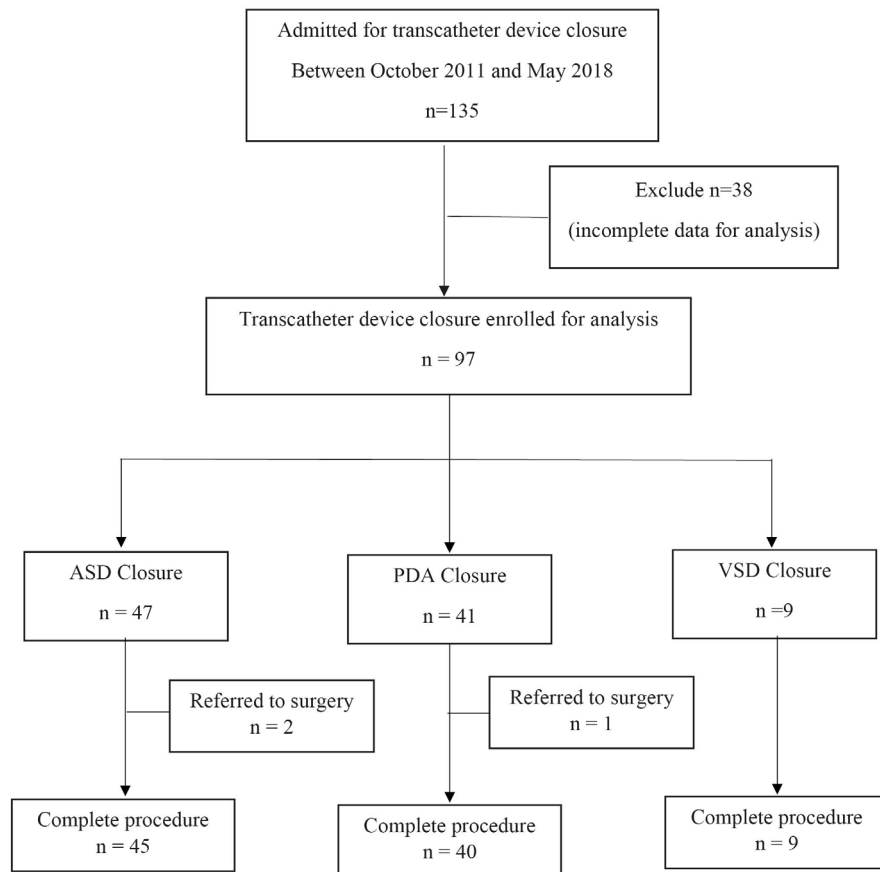 Admitted for transcatheter device closure
Between October 2011 and May 2018
n=135
Exclude n=38
(incomplete data for analysis)
Transcatheter device closure enrolled for analysis
n = 97
ASD Closure
n = 47
PDA Closure
n = 41
VSD Closure
n =9
Referred to surgery
n = 2
Referred to surgery
n = 1
Complete procedure
n = 45
Complete procedure
n = 40
Complete procedure
n = 9